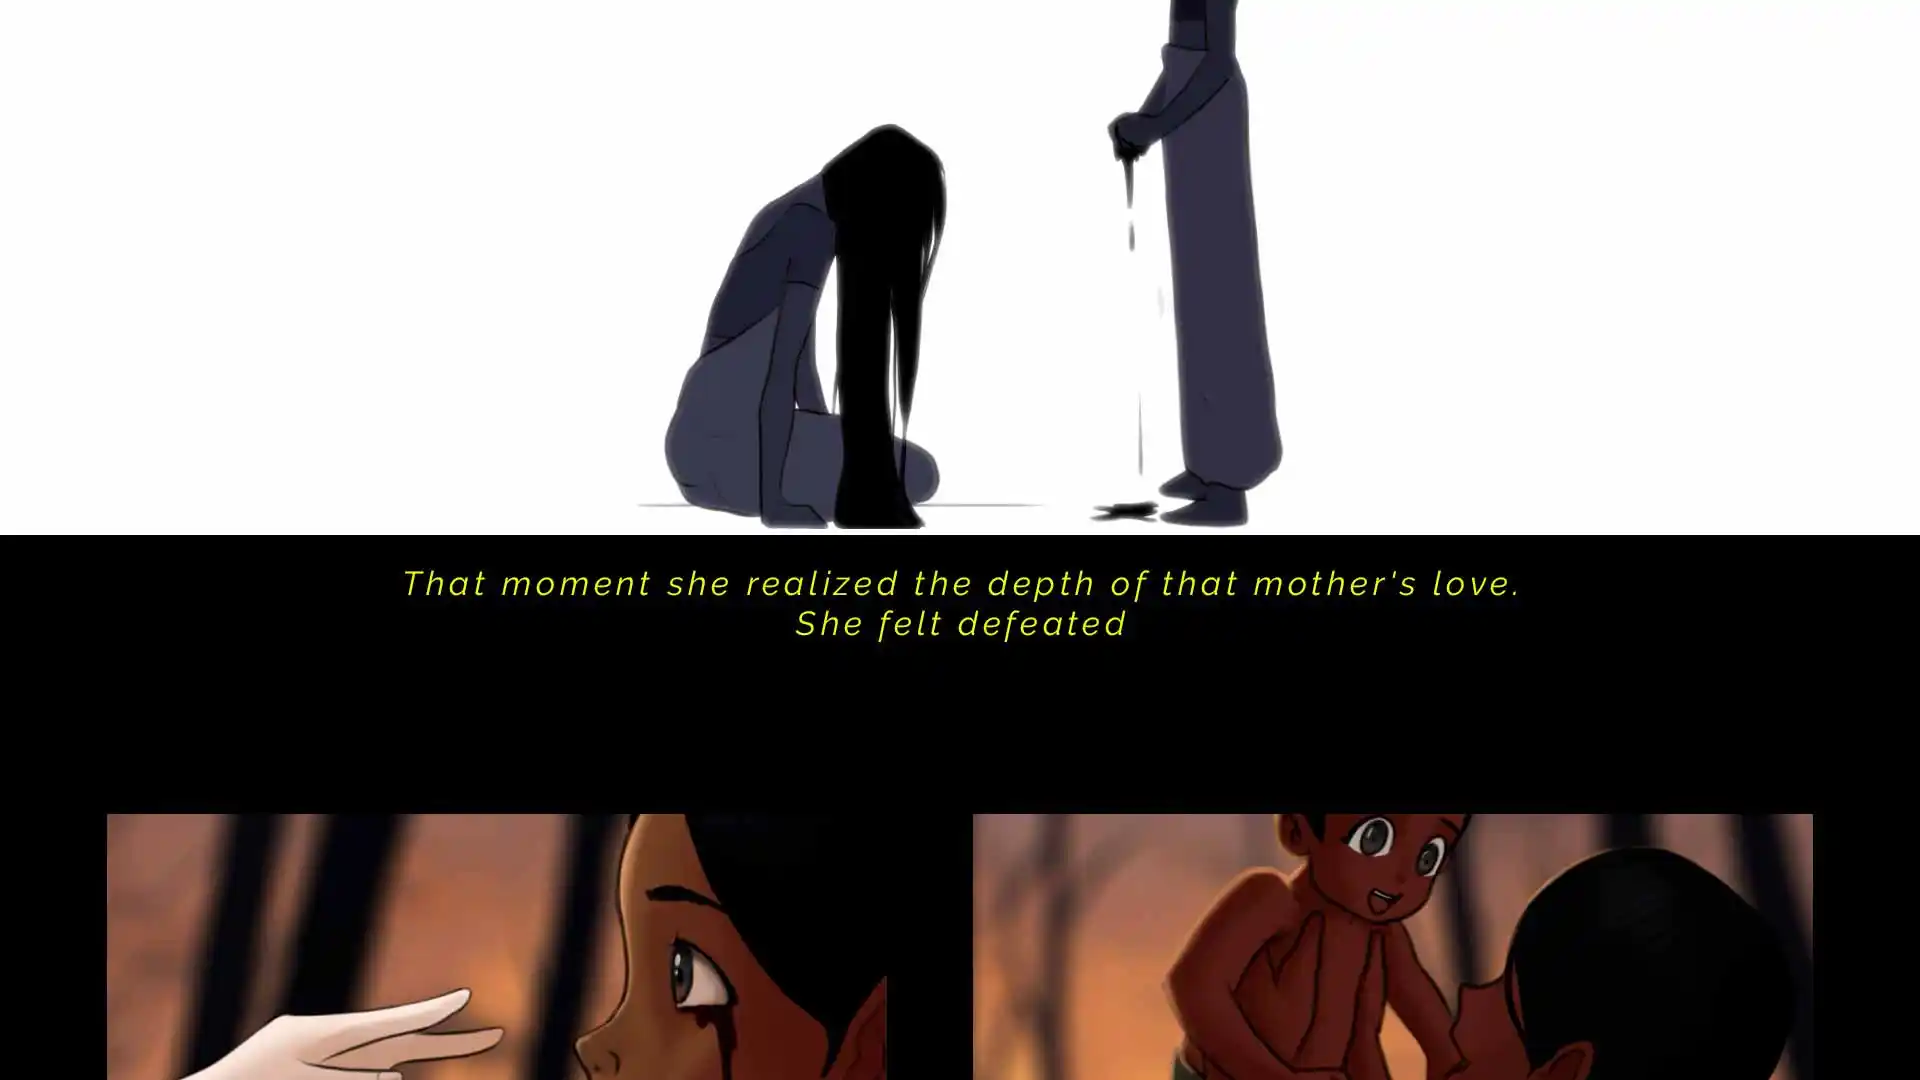 That moment she realized the depth of that mother's love.
She felt defeated